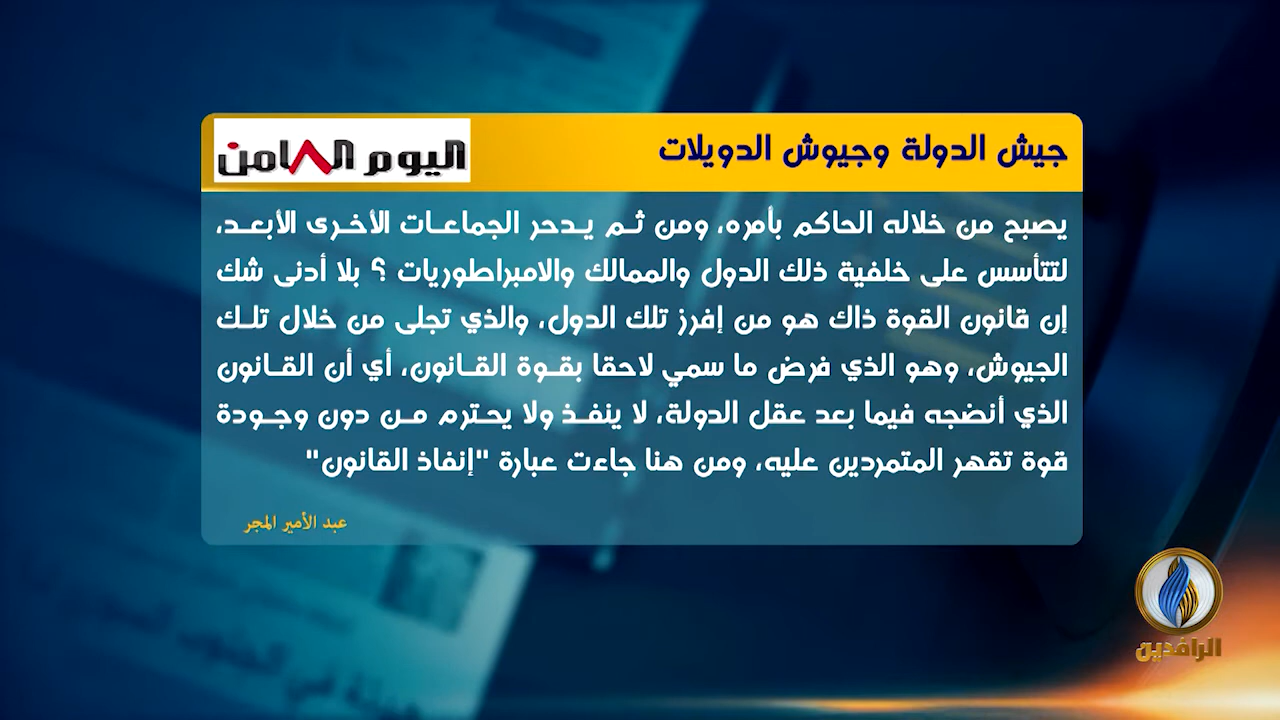 جيش الدولة وجيوش الدويلات
اليوم الثامن
يصبح من خلاله الحاكم بأمره، ومن ثم يدحر الجماعات الأخرى الأبعد،
لتتأسس على خلفية ذلك الدول والممالك والامبراطوريات ؟ بلا أدنى شك
إن قانون القوة ذاك هو من إفرز تلك الدول، والذي تجلى من خلال تلك
الجيوش، وهو الذي فرض ما سمي لاحقا بقوة القانون، أي أن القانون
الذي أنضجه فيما بعد عقل الدولة، لا ينفذ ولا يحترم من دون وجودة
قوة تقهر المتمردين عليه، ومن هنا جاءت عبارة "إنفاذ القانون"
عبد الأمير المجر
الرافدين